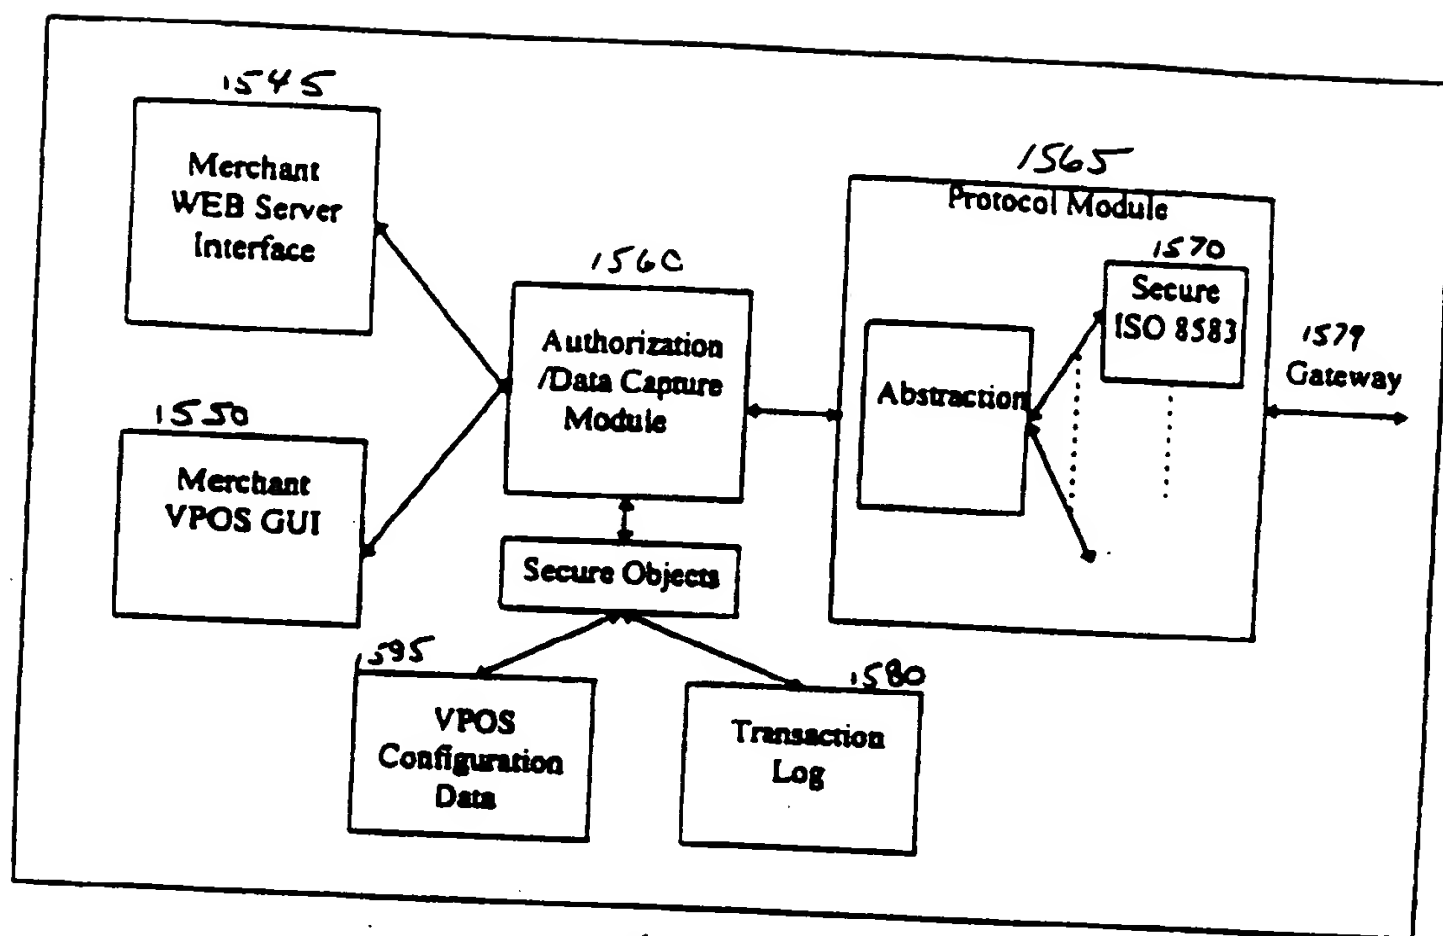 1545
Merchant
WEB Server
Interface
1550
Merchant
VPOS GUI
1560
Authorization
/Data Capture
Module
Secure Objects
1595
VPOS
Configuration
Data
1580
Transaction
Log
1565
Protocol Module
Abstraction
1570
Secure
ISO 8583
1579
Gateway